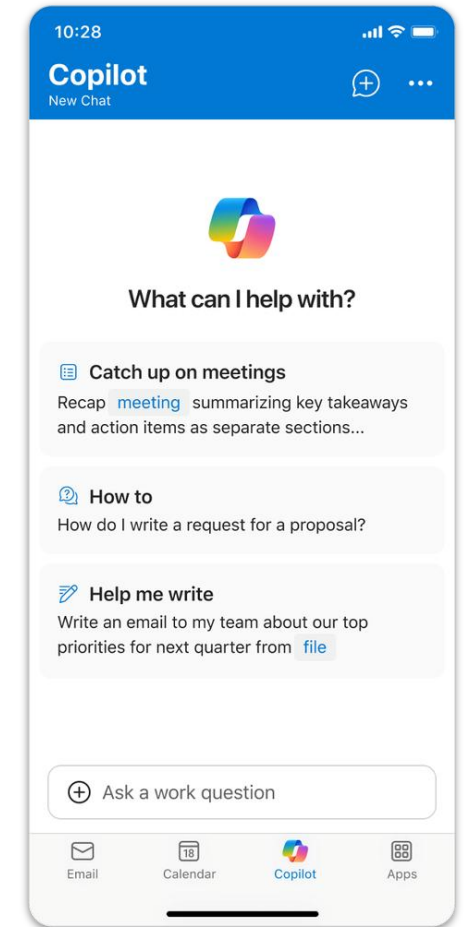 10:28
Copilot
New Chat
What can I help with?
Catch up on meetings
Recap meeting summarizing key takeaways
and action items as separate sections...
How to
How do I write a request for a proposal?
Help me write
Write an email to my team about our top
priorities for next quarter from file
Ask a work question
18
Email
Calendar
Copilot
Apps